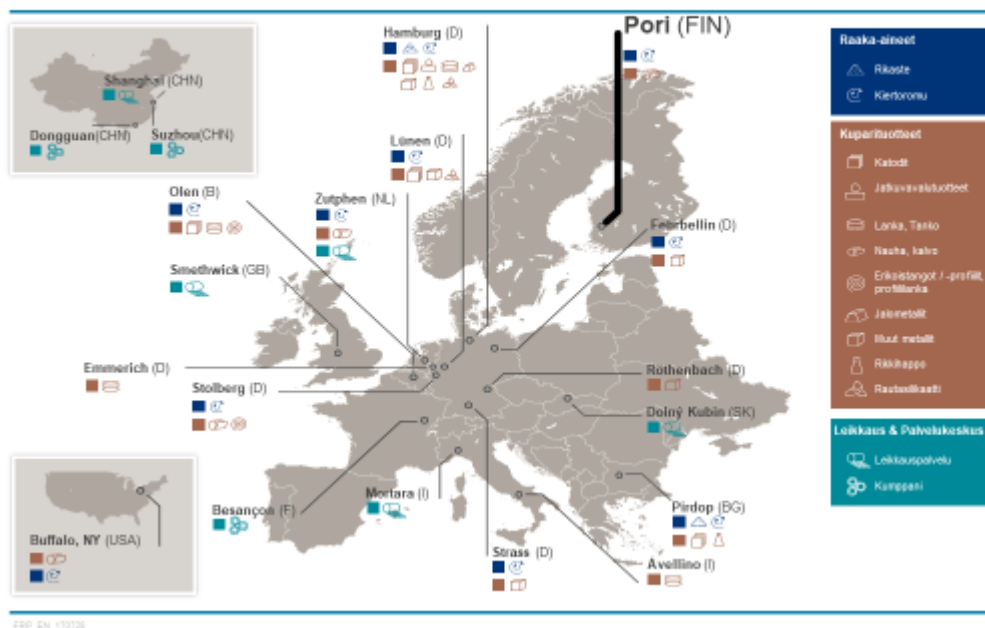 Pori (FIN)
Hamburg (D)
Shanghai (CHN)
Dongguan(CHN)
Suzhou(CHN)
Lünen (D)
Olen (B)
Zutphen (NL)
Fehrbellin (D)
Smethwick (GB)
Emmerich (D)
Stolberg (D)
Röthenbach (D)
Dolný Kubin (SK)
Mortara (I)
Besançon (F)
Pirdop (BG)
Buffalo, NY (USA)
Strass (D)
Avellino (I)
Raaka-aineet
Rikaste
Kiertoromu
Kuparituotteet
Katodit
Jatkuvavalutuotteet
Lanka, Tanko
Nauha, kaivo
Erikoistangot / -profiilit,
profiililanka
Jalometallit
Muut metallit
Rikkihappo
Rautasilikaatti
Leikkaus & Palvelukeskus
Leikkauspalvelu
Kumppani